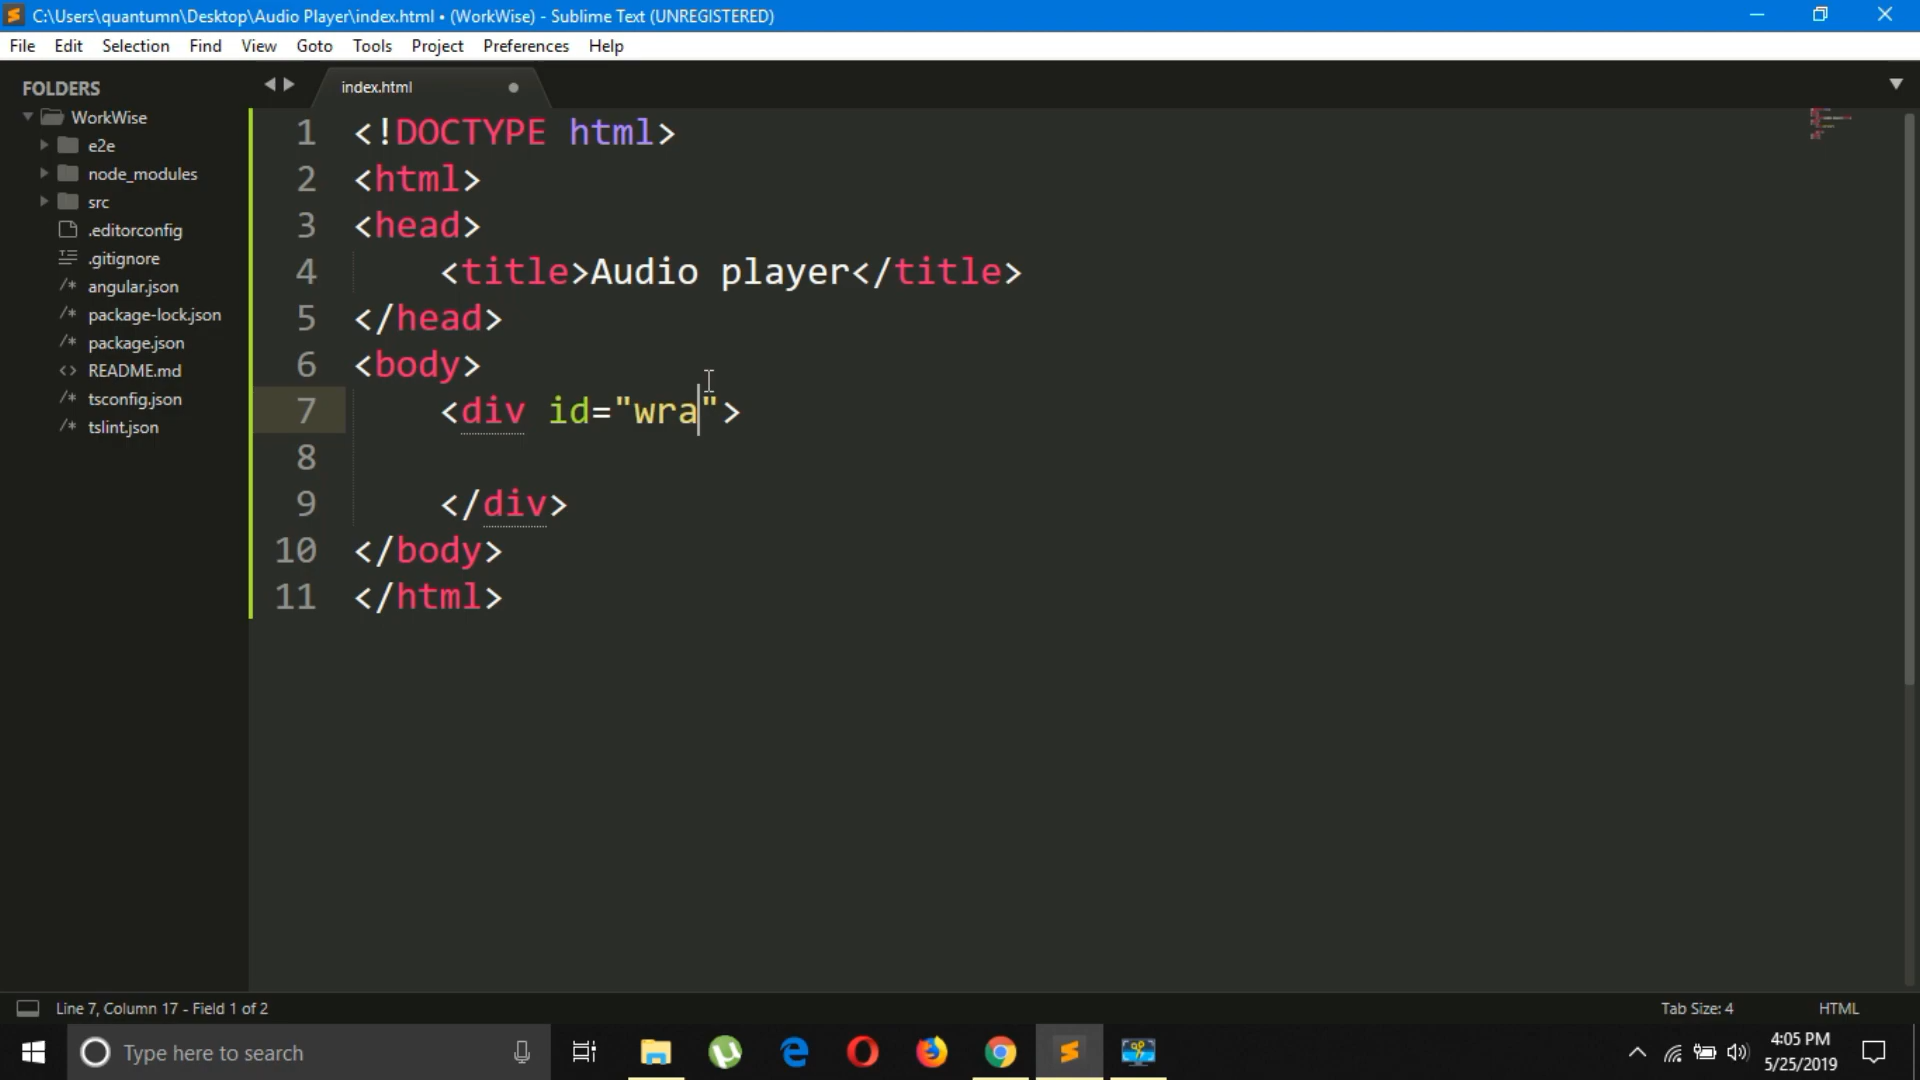 C:\Users\quantumn\Desktop\Audio Player\index.html • (WorkWise) - Sublime Text (UNREGISTERED)
File Edit Selection Find View Goto Tools Project Preferences Help
FOLDERS
WorkWise
e2e
node_modules
src
.editorconfig
.gitignore
/* angular.json
/* package-lock.json
/* package.json
<> README.md
/* tsconfig.json
/* tslint.json
index.html
1 <!DOCTYPE html>
2 <html>
3 <head>
4 <title>Audio player</title>
5 </head>
6 <body>
7 <div id="wra">
8
9 </div>
10 </body>
11 </html>
Line 7, Column 17 - Field 1 of 2
Tab Size: 4
HTML
Type here to search
4:05 PM
5/25/2019